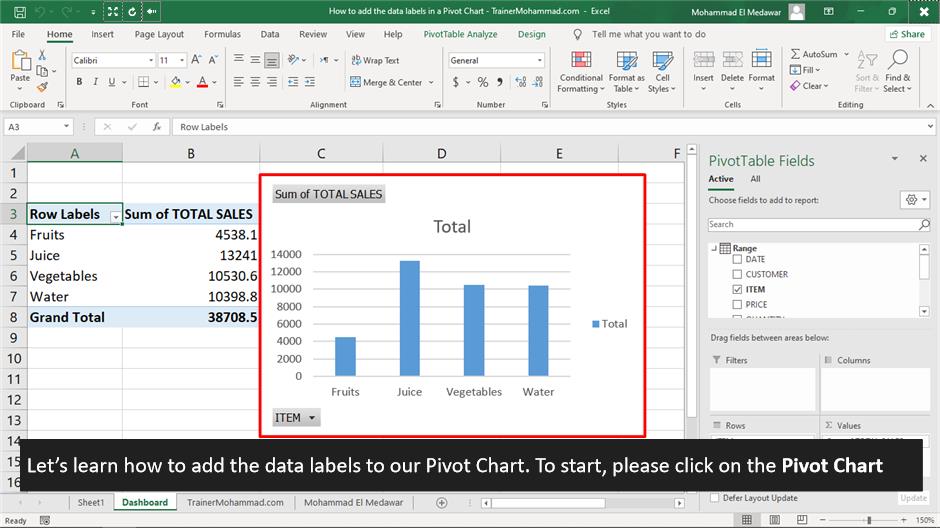 How to add the data labels in a Pivot Chart - TrainerMohammad.com - Excel
Mohammad El Medawar
File Home Insert Page Layout Formulas Data Review View Help PivotTable Analyze Design Tell me what you want to do Share
Paste
Clipboard
Calibri 11 A A
B I U A
Font
Wrap Text
Merge & Center
Alignment
General
$ % 9
Number
Conditional Formatting
Format as Table
Cell Styles
Styles
Insert Delete Format
Cells
AutoSum
Fill
Clear
Sort & Filter
Find & Select
Editing
A3 fx Row Labels
A B C D E F
1
2
3 Row Labels Sum of TOTAL SALES
4 Fruits 4538.1
5 Juice 13241
6 Vegetables 10530.6
7 Water 10398.8
8 Grand Total 38708.5
9
10
11
12
13
14
15
16
Sum of TOTAL SALES
Total
14000
12000
10000
8000
6000
4000
2000
0
Fruits Juice Vegetables Water
Total
ITEM
PivotTable Fields
Active All
Choose fields to add to report:
Search
Range
DATE
CUSTOMER
ITEM
PRICE
Drag fields between areas below:
Filters
Columns
Rows
Σ Values
Let's learn how to add the data labels to our Pivot Chart. To start, please click on the Pivot Chart
Defer Layout Update
Update
Sheet1 Dashboard TrainerMohammad.com Mohammad El Medawar
Ready
150%